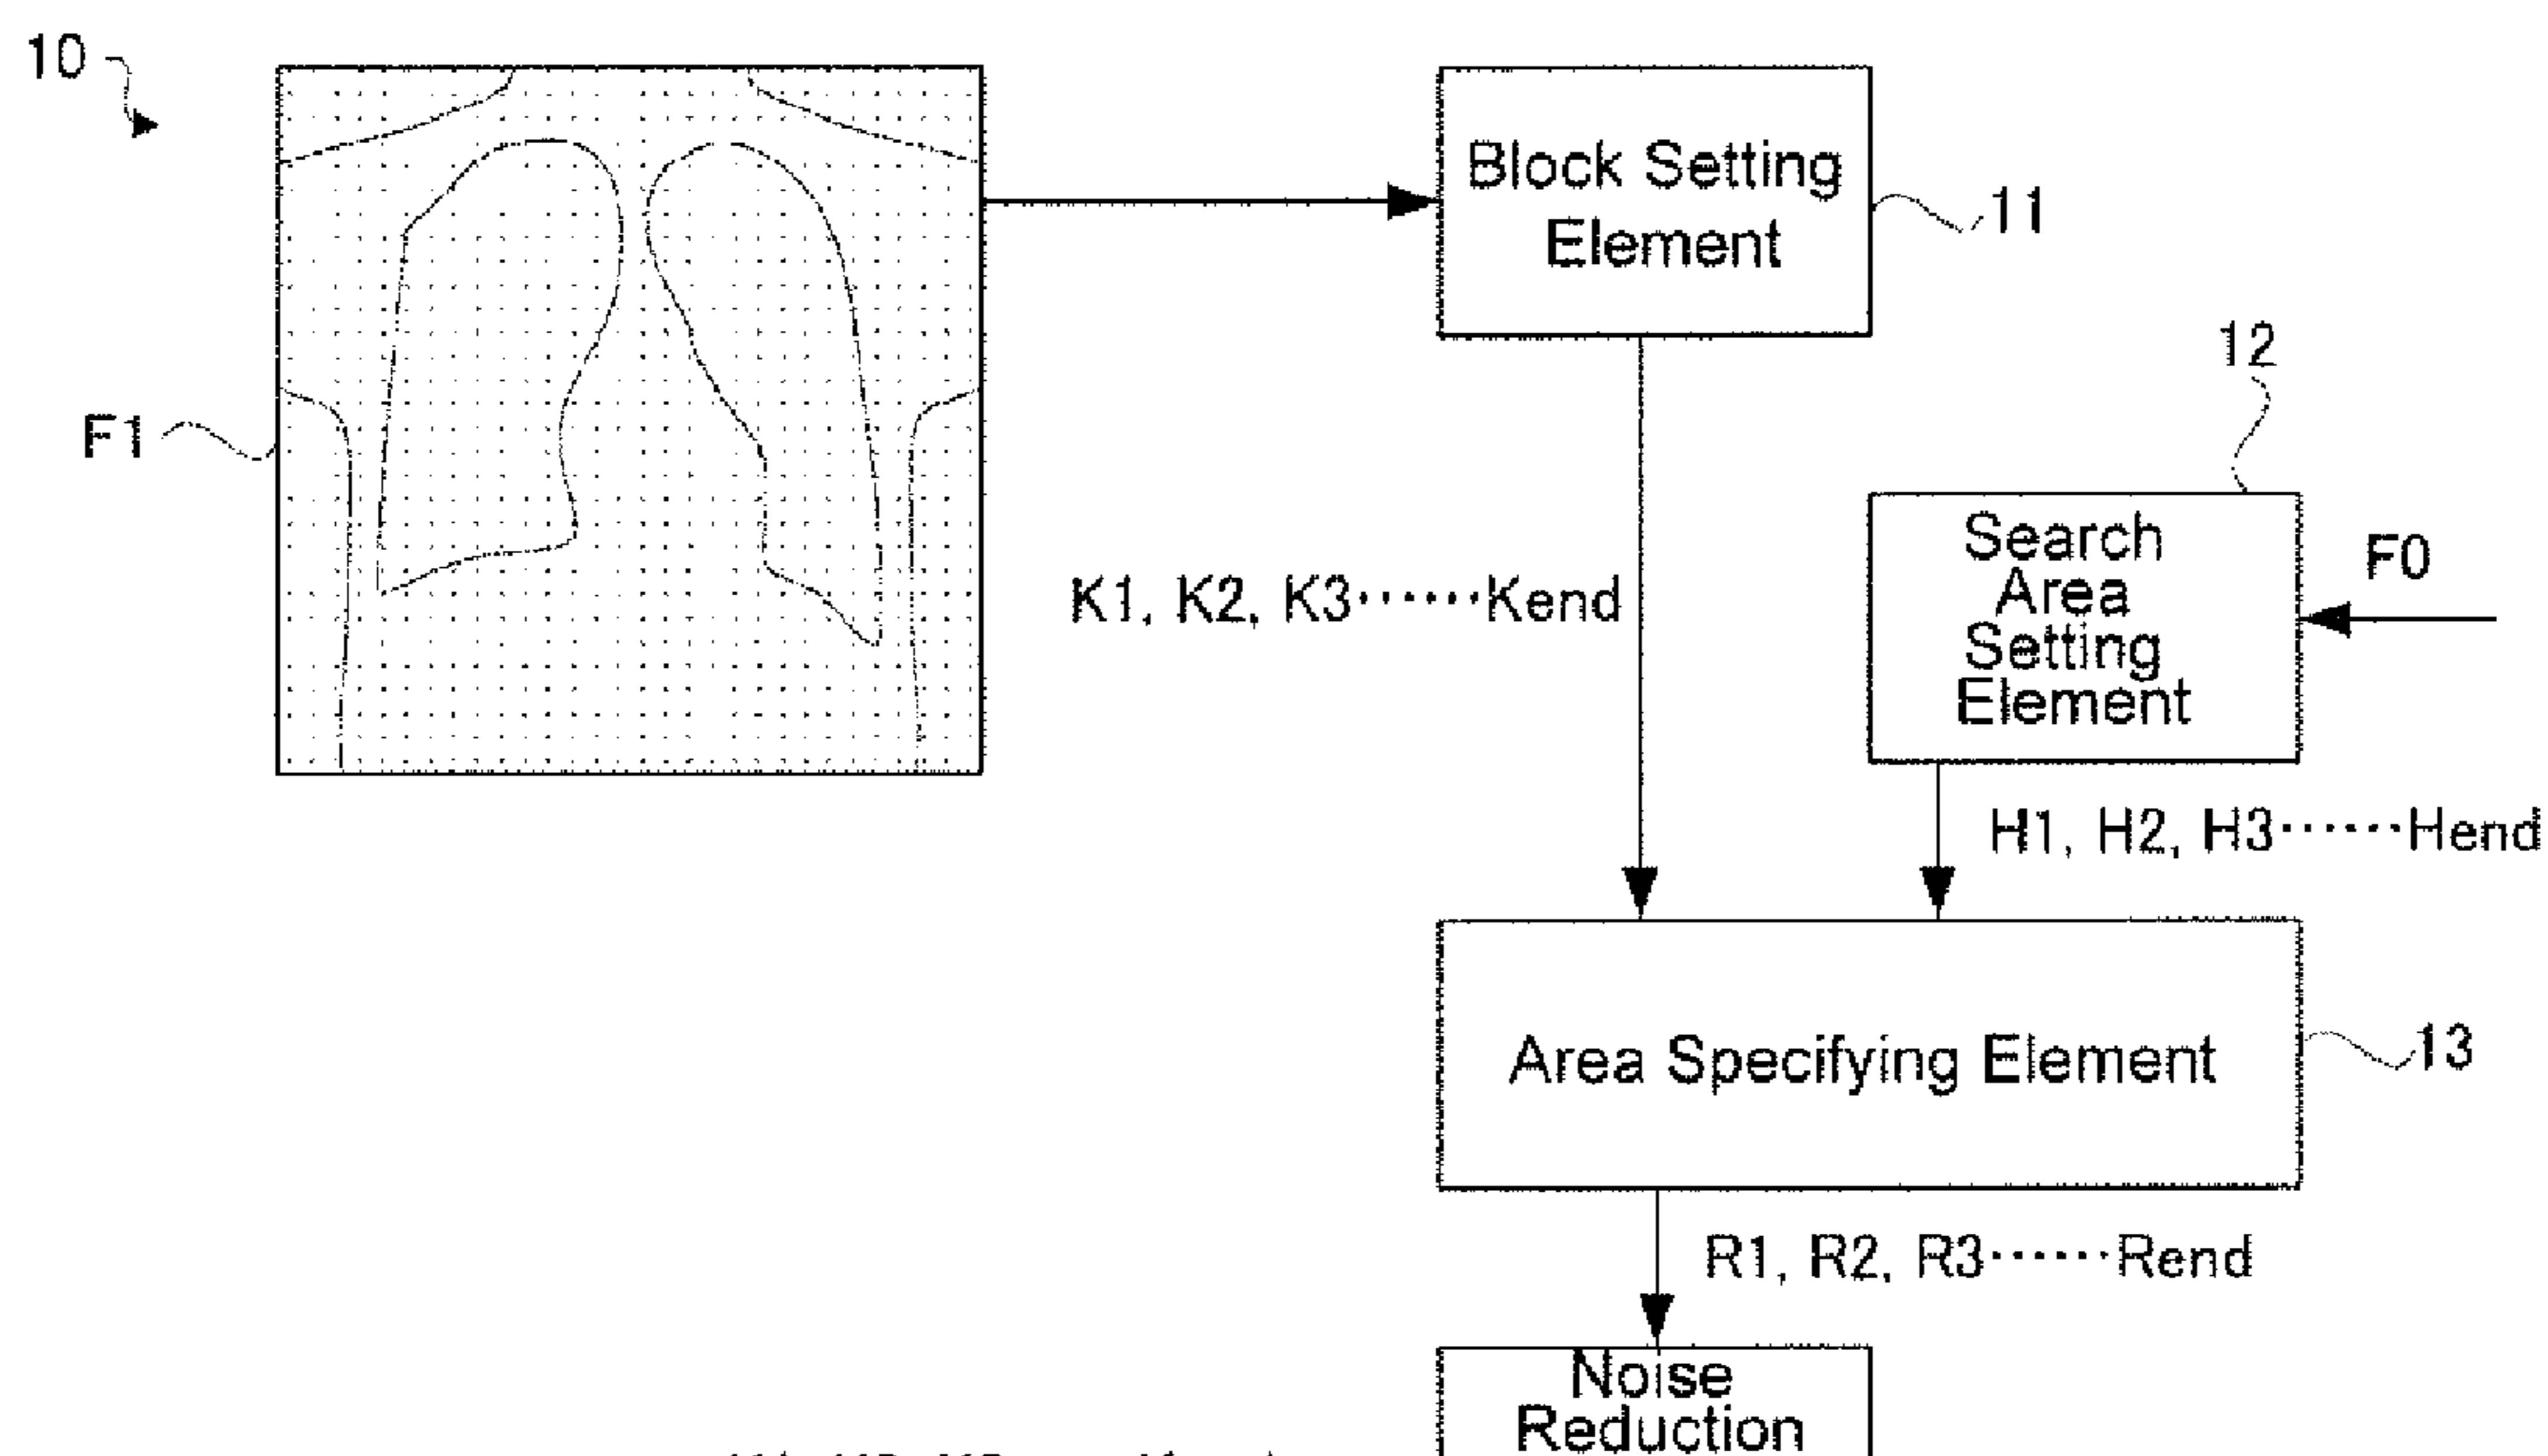 10
Block Setting
Element
11
12
F1
Search
Area
Setting
Element
F0
K1, K2, K3······Kend
H1, H2, H3······Hend
Area Specifying Element
13
R1, R2, R3······Rend
Noise
Reduction